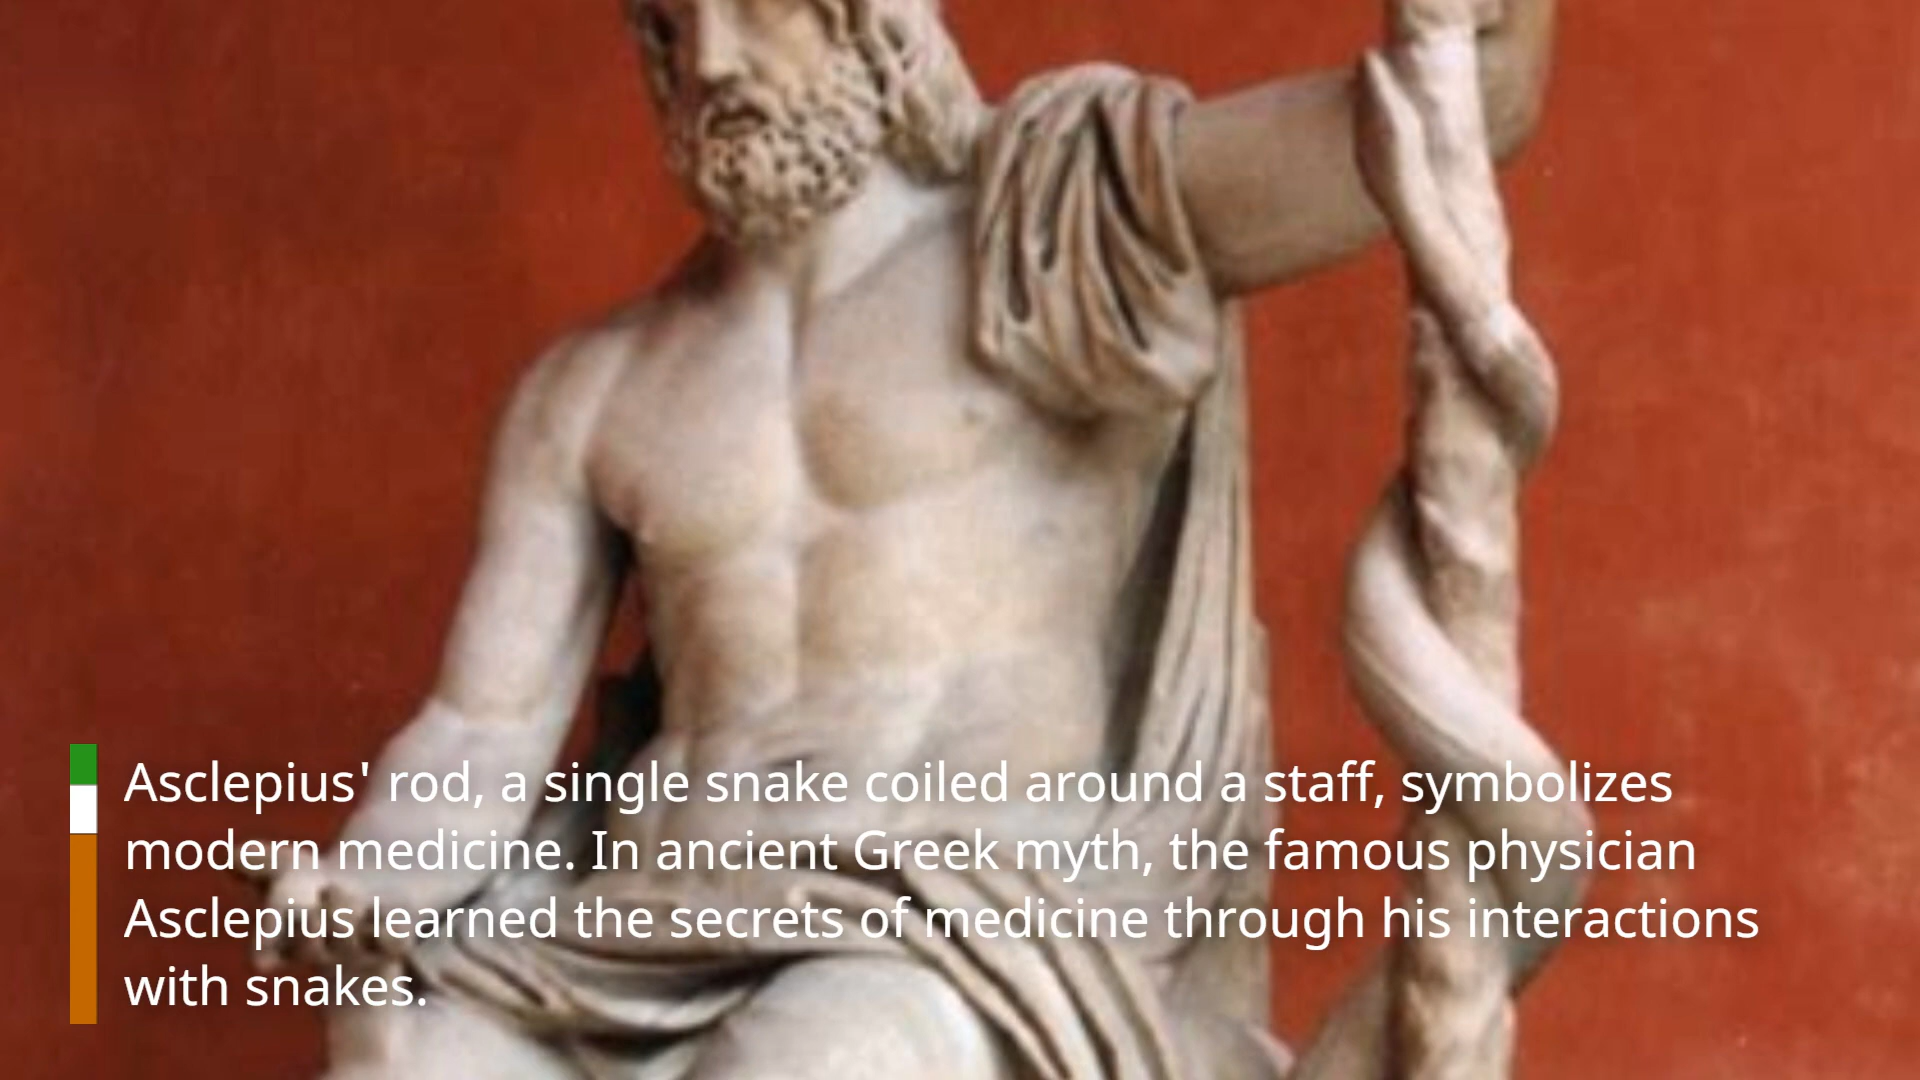 Asclepius' rod, a single snake coiled around a staff, symbolizes
modern medicine. In ancient Greek myth, the famous physician
Asclepius learned the secrets of medicine through his interactions
with snakes.